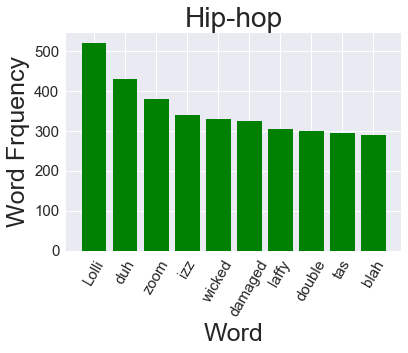 Hip-hop
Word Frquency
500
400
300
200
100
0
Lolli
duh
zoom
izz
wicked
damaged
laffy
double
tas
blah
Word